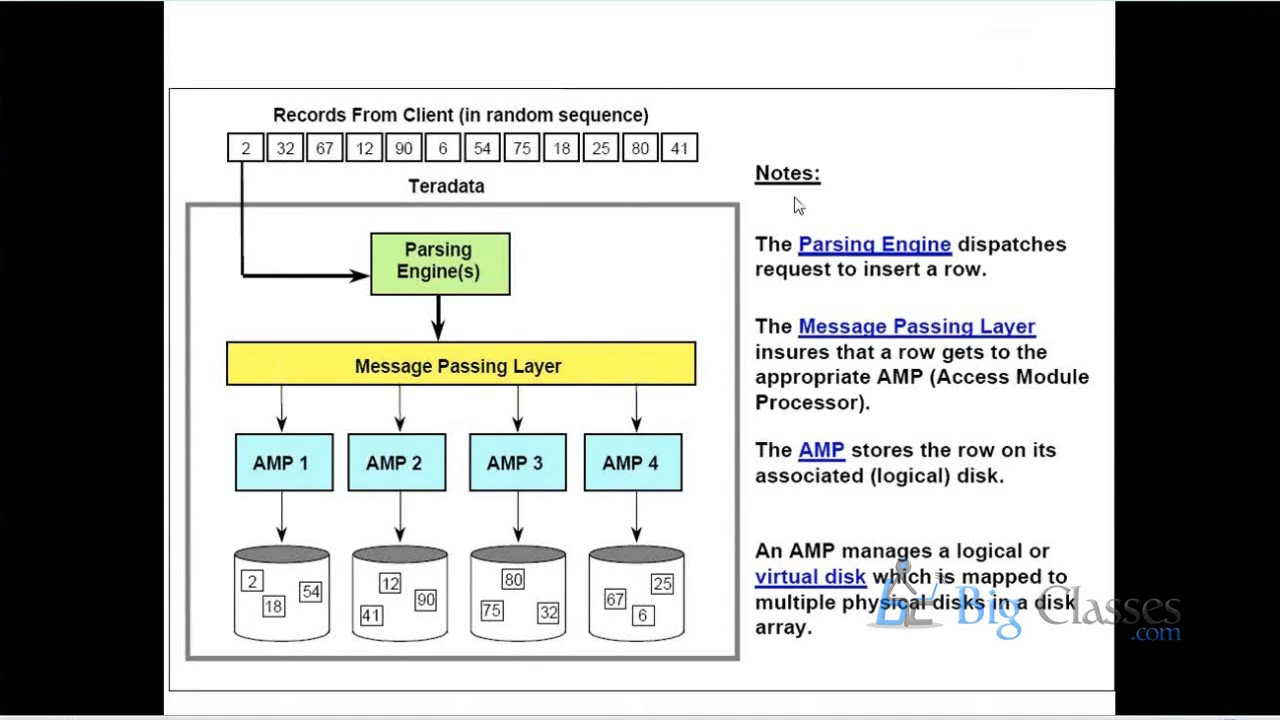 Records From Client (in random sequence)
2 32 67 12 90 6 54 75 18 25 80 41
Teradata
Parsing
Engine(s)
Message Passing Layer
AMP 1 AMP 2 AMP 3 AMP 4
2 18 54
12 41 90
80 75 32
67 25 6
Notes:
The Parsing Engine dispatches
request to insert a row.
The Message Passing Layer
insures that a row gets to the
appropriate AMP (Access Module
Processor).
The AMP stores the row on its
associated (logical) disk.
An AMP manages a logical or
virtual disk which is mapped to
multiple physical disks in a disk
array.
Big Classes
.com